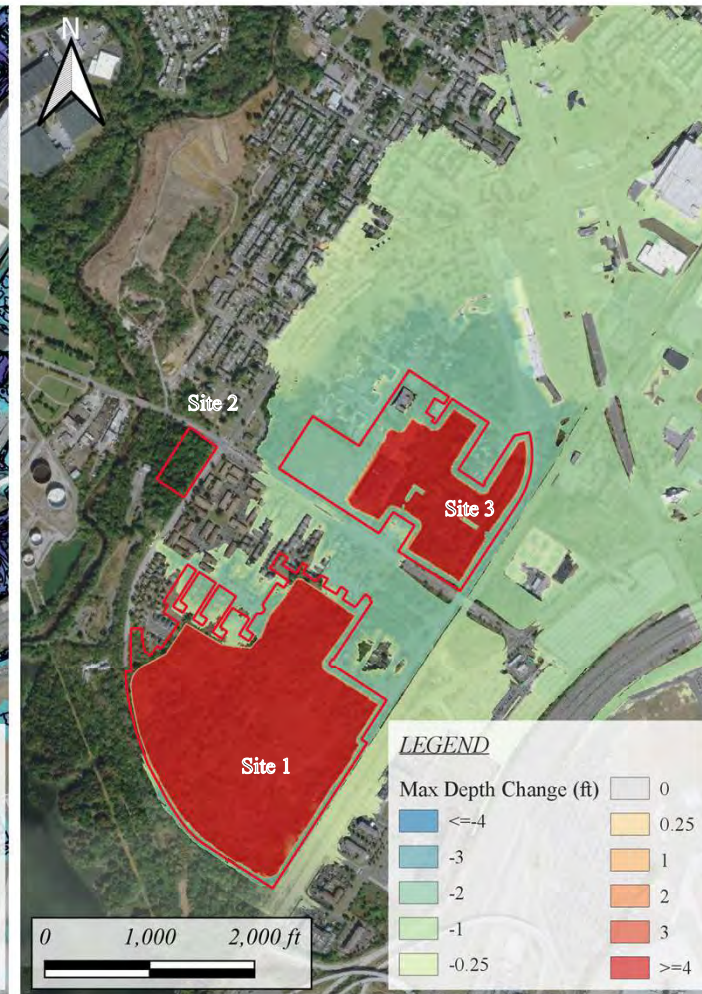 N
Site 2
Site 3
Site 1
LEGEND
Max Depth Change (ft)
<=-4
-3
-2
-1
-0.25
0
0.25
1
2
3
>=4
0 1,000 2,000 ft